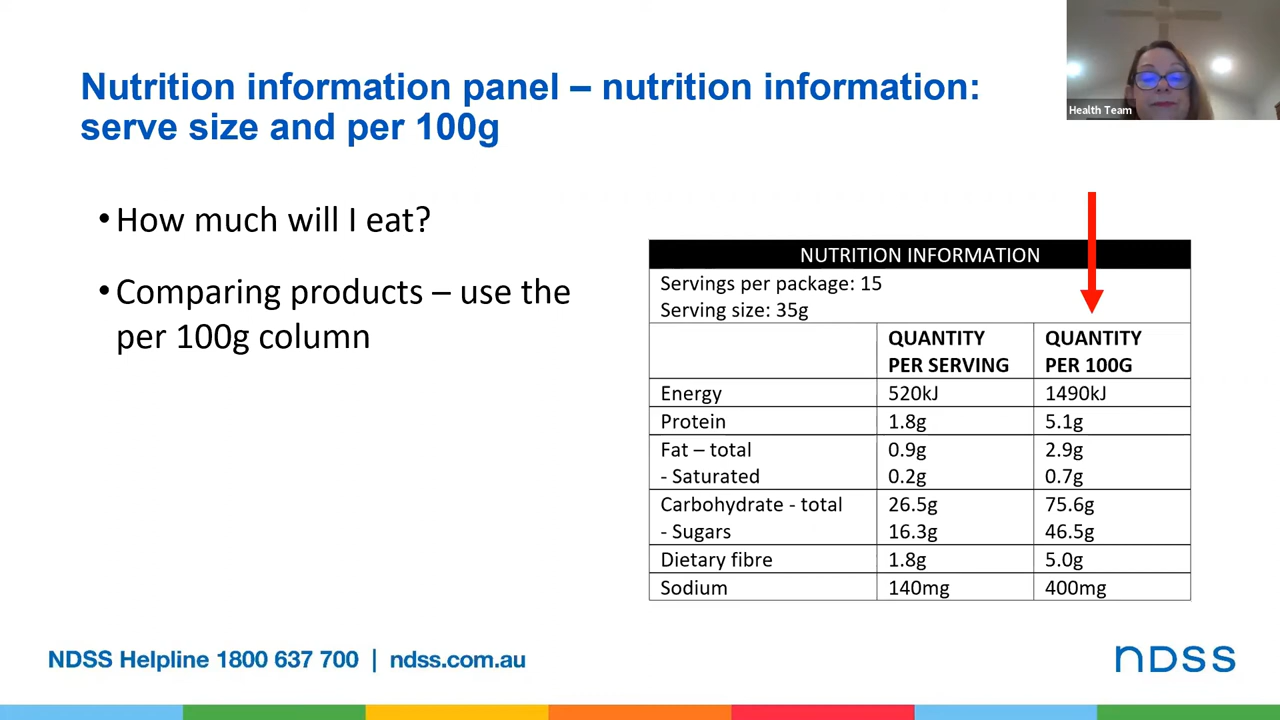 Nutrition information panel – nutrition information:
serve size and per 100g
Health Team
• How much will I eat?
• Comparing products – use the
per 100g column
NUTRITION INFORMATION
Servings per package: 15
Serving size: 35g
QUANTITY PER SERVING QUANTITY PER 100G
Energy 520kJ 1490kJ
Protein 1.8g 5.1g
Fat – total 0.9g 2.9g
- Saturated 0.2g 0.7g
Carbohydrate - total 26.5g 75.6g
- Sugars 16.3g 46.5g
Dietary fibre 1.8g 5.0g
Sodium 140mg 400mg
NDSS Helpline 1800 637 700 | ndss.com.au
ndss